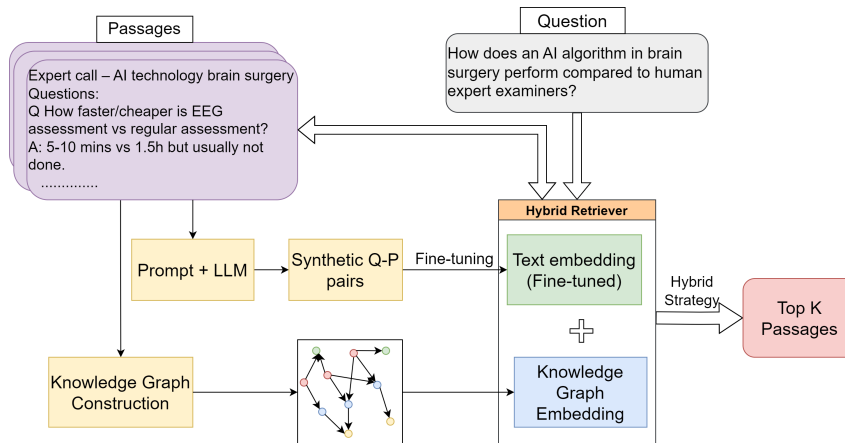 Passages
Question
Expert call – AI technology brain surgery
Questions:
Q How faster/cheaper is EEG
assessment vs regular assessment?
A: 5-10 mins vs 1.5h but usually not
done.
..............
How does an AI algorithm in brain
surgery perform compared to human
expert examiners?
Hybrid Retriever
Prompt + LLM
Synthetic Q-P
pairs
Fine-tuning
Text embedding
(Fine-tuned)
Hybrid
Strategy
Top K
Passages
Knowledge Graph
Construction
Knowledge
Graph
Embedding